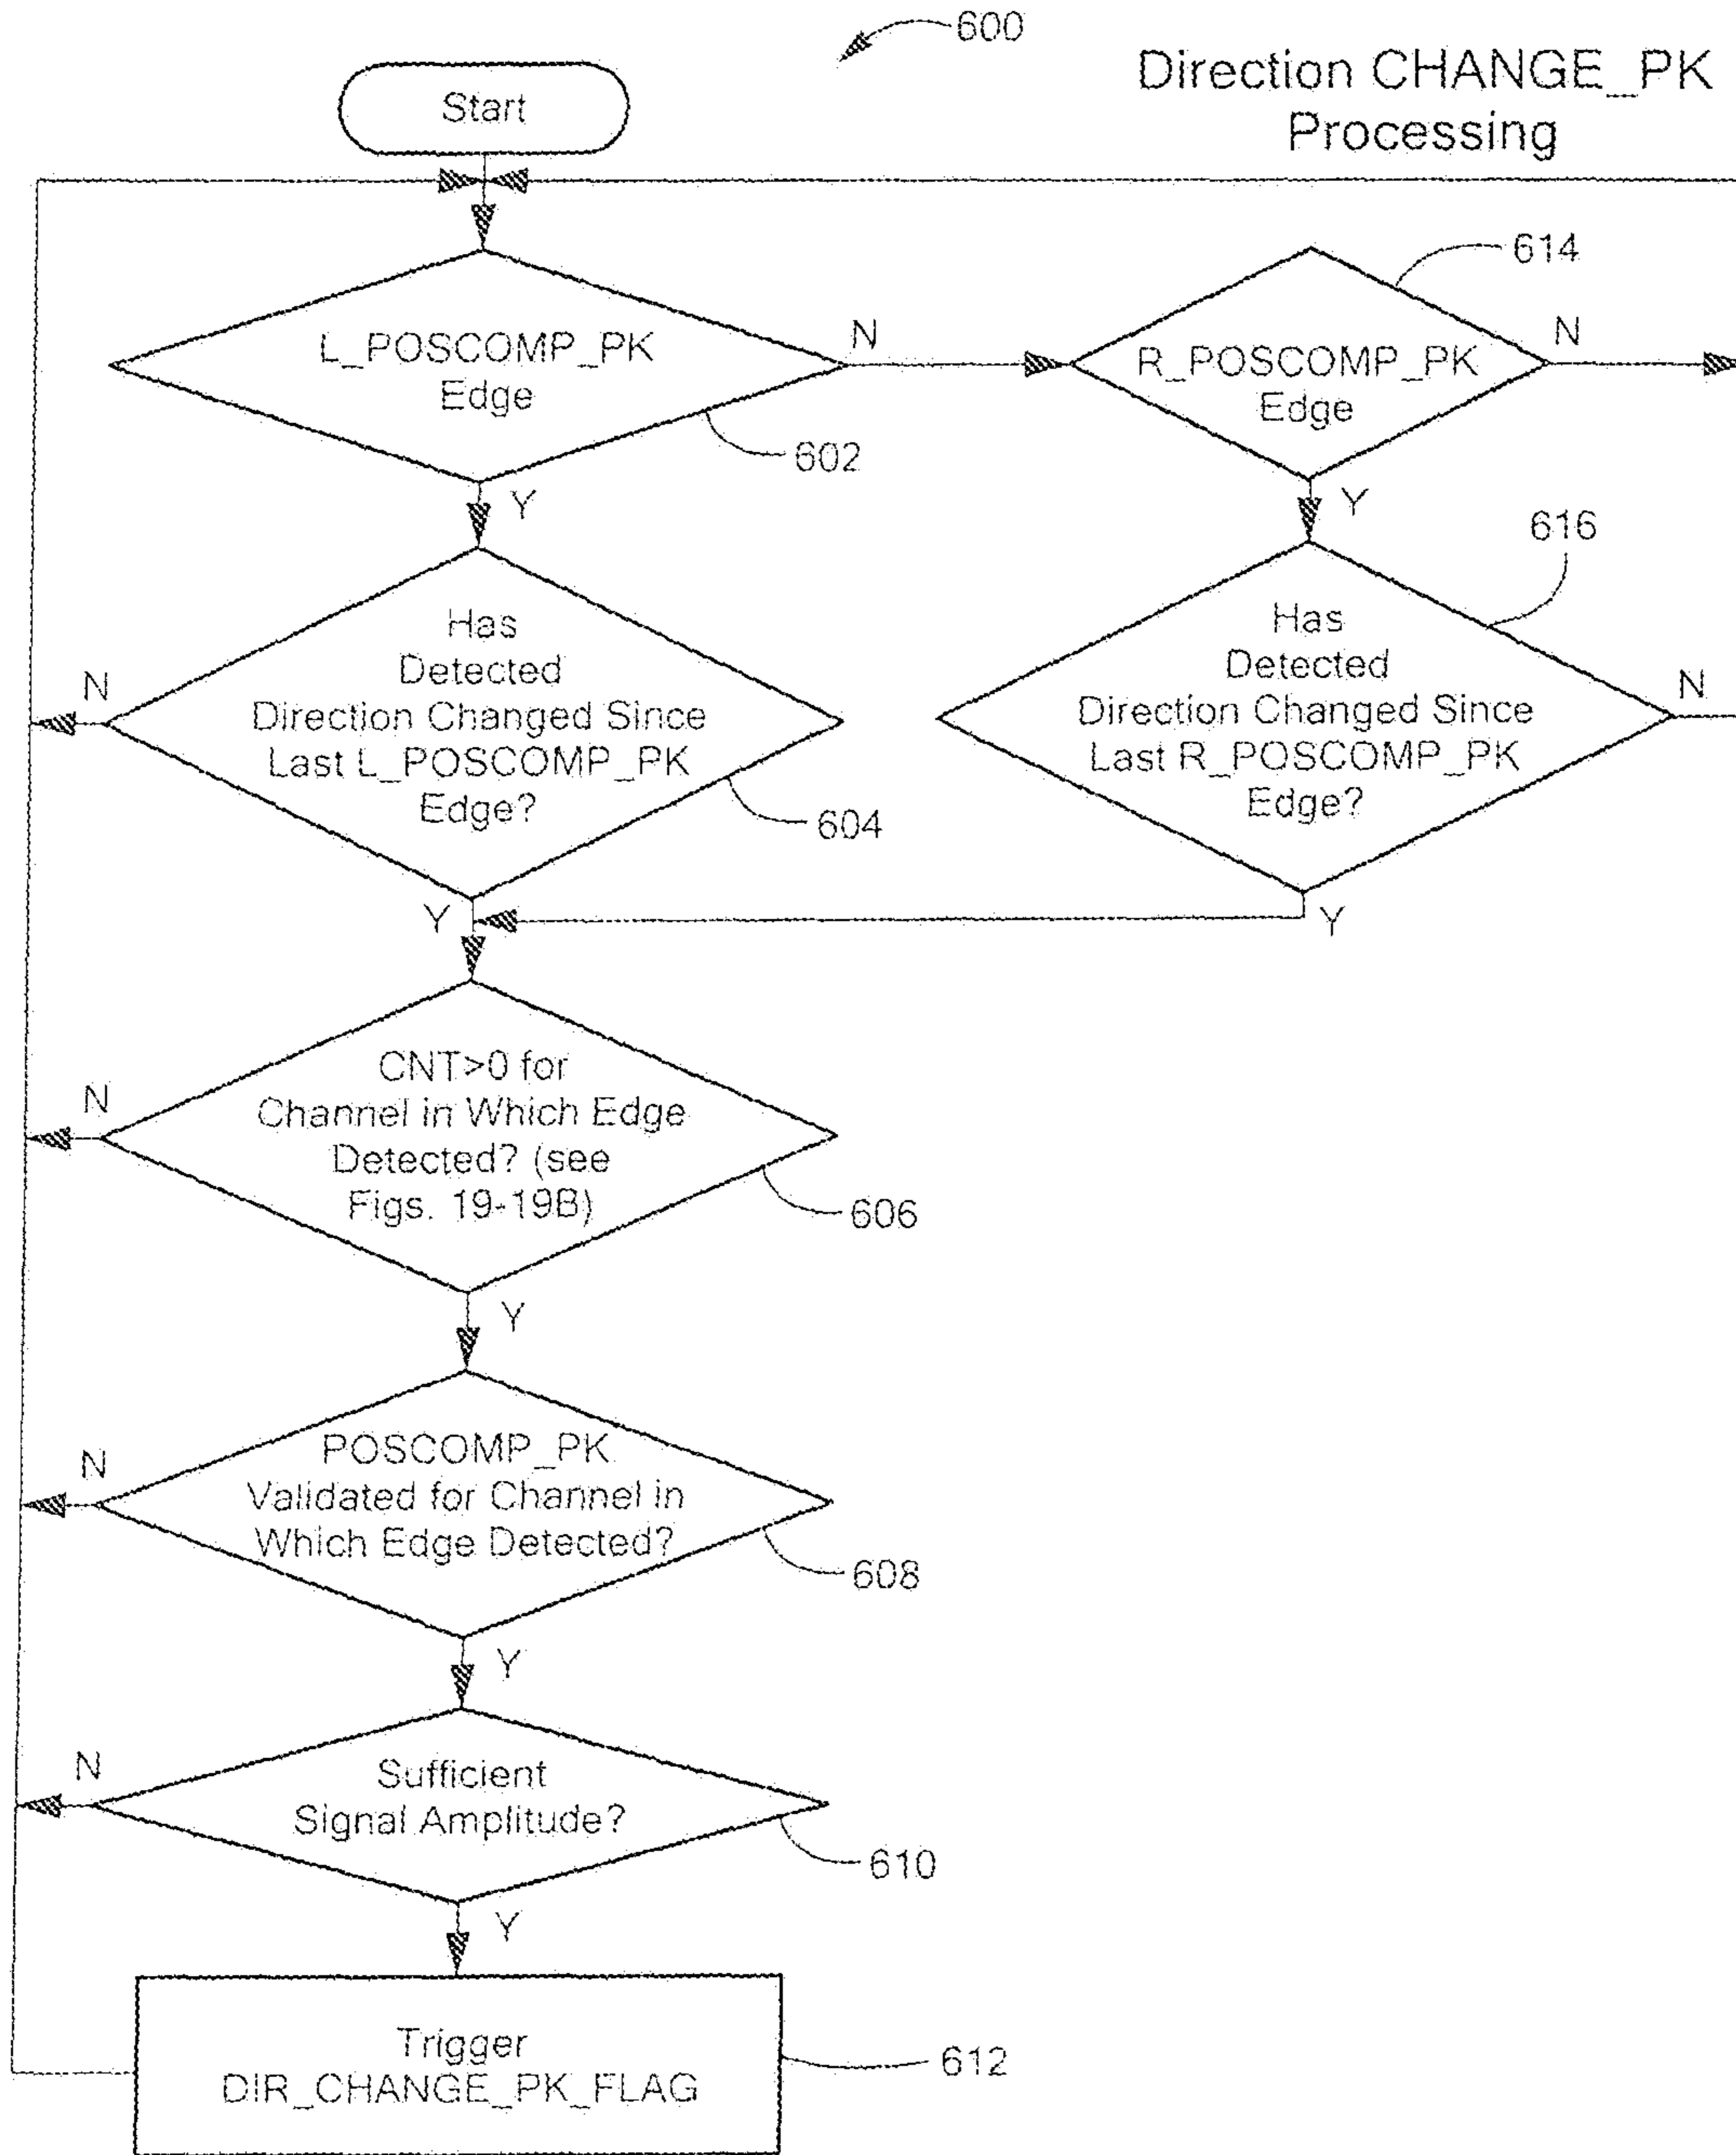 600
Direction CHANGE_PK
Processing
Start
614
L_POSCOMP_PK
Edge
N
R_POSCOMP_PK
Edge
N
602
Y
Y
616
Has
Detected
Direction Changed Since
Last L_POSCOMP_PK
Edge?
N
604
Has
Detected
Direction Changed Since
Last R_POSCOMP_PK
Edge?
N
Y
Y
CNT>0 for
Channel in Which Edge
Detected? (see
Figs. 19-19B)
N
606
Y
POSCOMP_PK
Validated for Channel in
Which Edge Detected?
N
608
Y
Sufficient
Signal Amplitude?
N
610
Y
Trigger
DIR_CHANGE_PK_FLAG
612